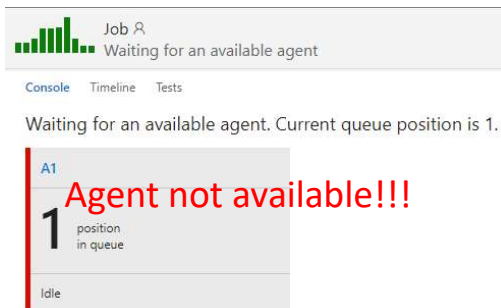 Job
Waiting for an available agent
Console Timeline Tests
Waiting for an available agent. Current queue position is 1.
A1
Agent not available!!!
1 position
in queue
Idle